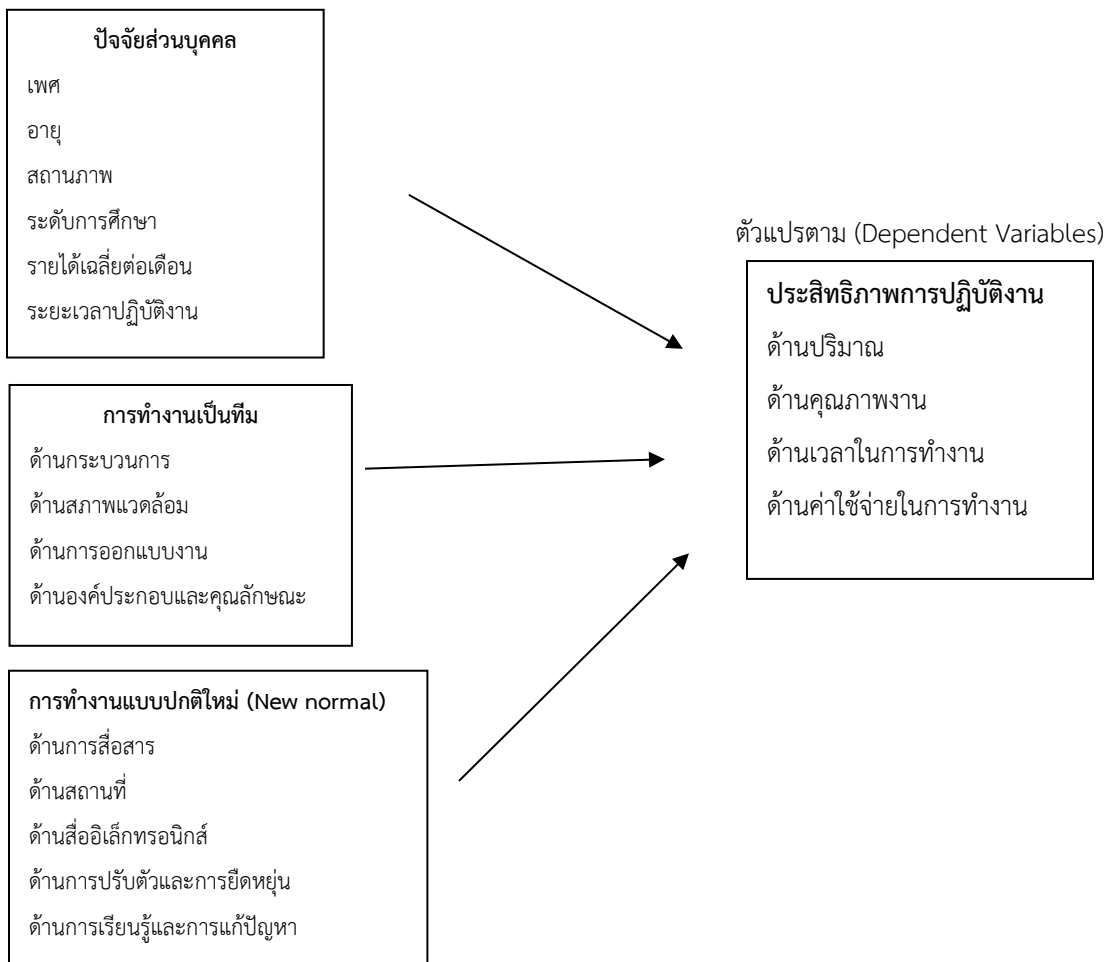 ปัจจัยส่วนบุคคล
เพศ
อายุ
สถานภาพ
ระดับการศึกษา
รายได้เฉลี่ยต่อเดือน
ระยะเวลาปฏิบัติงาน
การทำงานเป็นทีม
ด้านกระบวนการ
ด้านสภาพแวดล้อม
ด้านการออกแบบงาน
ด้านองค์ประกอบและคุณลักษณะ
การทำงานแบบปกติใหม่ (New normal)
ด้านการสื่อสาร
ด้านสถานที่
ด้านสื่ออิเล็กทรอนิกส์
ด้านการปรับตัวและการยืดหยุ่น
ด้านการเรียนรู้และการแก้ปัญหา
ตัวแปรตาม (Dependent Variables)
ประสิทธิภาพการปฏิบัติงาน
ด้านปริมาณ
ด้านคุณภาพงาน
ด้านเวลาในการทำงาน
ด้านค่าใช้จ่ายในการทำงาน